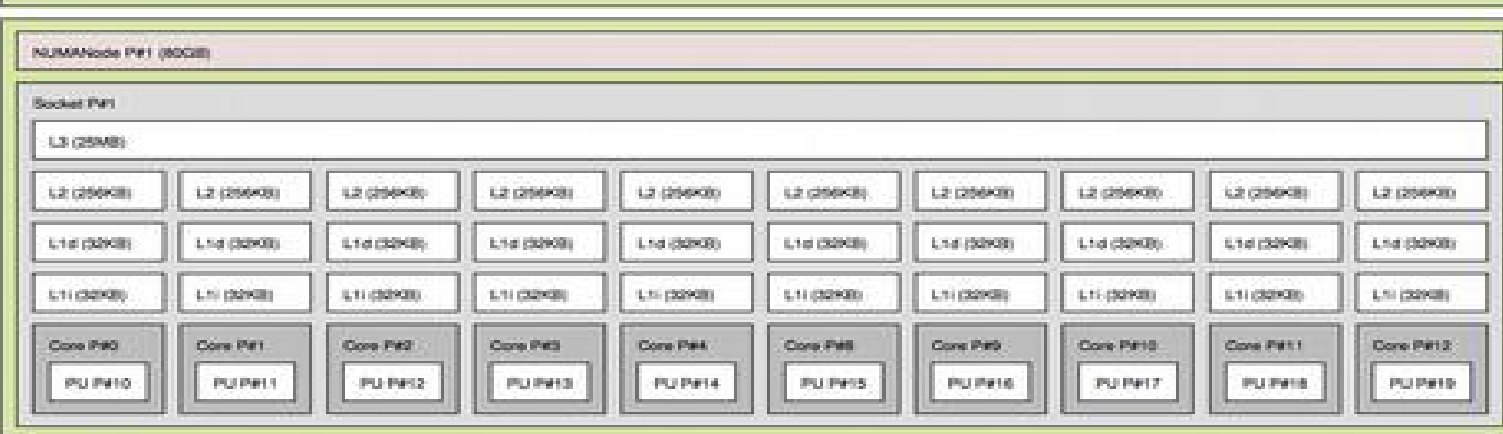 NUMANode P#1 (80GB)
Socket P#1
L3 (25MB)
L2 (256KB) L2 (256KB) L2 (256KB) L2 (256KB) L2 (256KB) L2 (256KB) L2 (256KB) L2 (256KB) L2 (256KB) L2 (256KB)
L1d (32KB) L1d (32KB) L1d (32KB) L1d (32KB) L1d (32KB) L1d (32KB) L1d (32KB) L1d (32KB) L1d (32KB) L1d (32KB)
L1i (32KB) L1i (32KB) L1i (32KB) L1i (32KB) L1i (32KB) L1i (32KB) L1i (32KB) L1i (32KB) L1i (32KB) L1i (32KB)
Core P#0 Core P#1 Core P#2 Core P#3 Core P#4 Core P#8 Core P#9 Core P#10 Core P#11 Core P#12
PU P#10 PU P#11 PU P#12 PU P#13 PU P#14 PU P#15 PU P#16 PU P#17 PU P#18 PU P#19